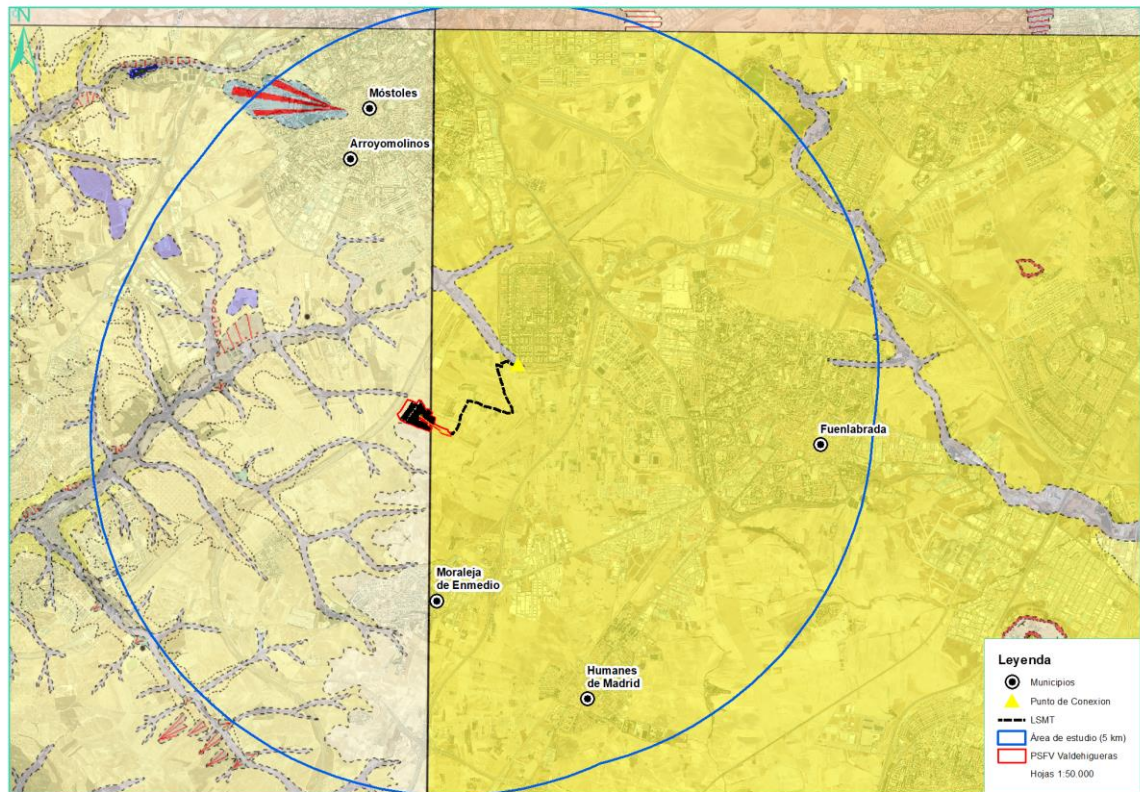 N
Móstoles
Arroyomolinos
Fuenlabrada
Moraleja
de Enmedio
Humanes
de Madrid
Leyenda
Municipios
Punto de Conexion
LSMT
Área de estudio (5 km)
PSFV Valdehigueras
Hojas 1:50.000